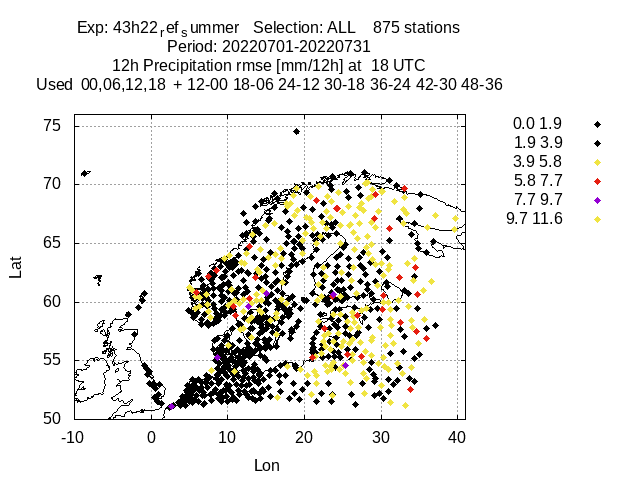 Exp: 43h22ref summer   Selection: ALL    875 stations
Period: 20220701-20220731
12h Precipitation rmse [mm/12h] at  18 UTC
Used  00,06,12,18  + 12-00 18-06 24-12 30-18 36-24 42-30 48-36
0.0 1.9
1.9 3.9
3.9 5.8
5.8 7.7
7.7 9.7
9.7 11.6
75
70
65
60
55
50
Lat
-10 0 10 20 30 40
Lon